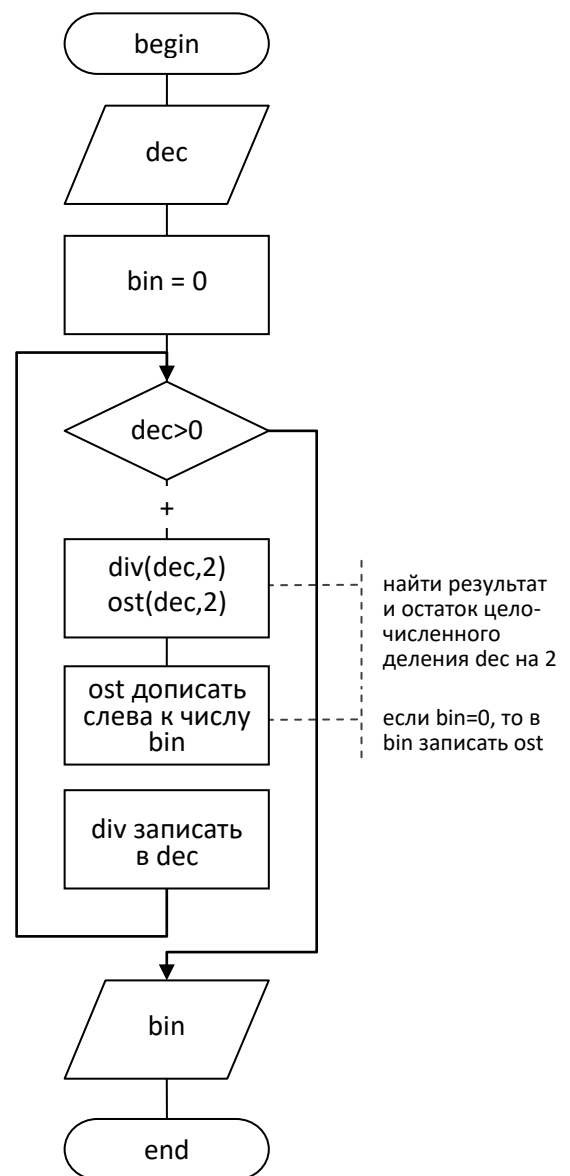 begin
dec
bin = 0
dec>0
+
div(dec,2)
ost(dec,2)
найти результат
и остаток цело-
численного
деления dec на 2
ost дописать
слева к числу
bin
если bin=0, то в
bin записать ost
div записать
в dec
bin
end